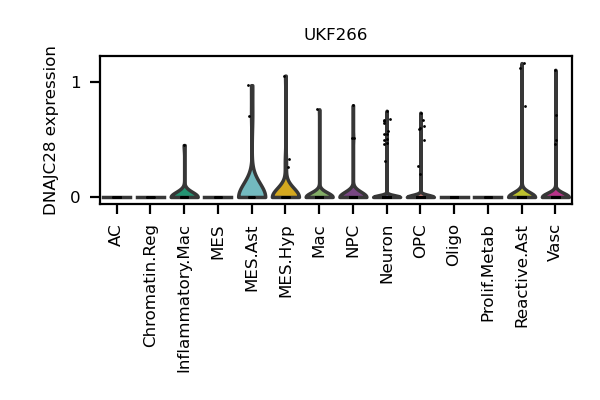 UKF266
DNAJC28 expression
1
0
AC
Chromatin.Reg
Inflammatory.Mac
MES
MES.Ast
MES.Hyp
Mac
NPC
Neuron
OPC
Oligo
Prolif.Metab
Reactive.Ast
Vasc